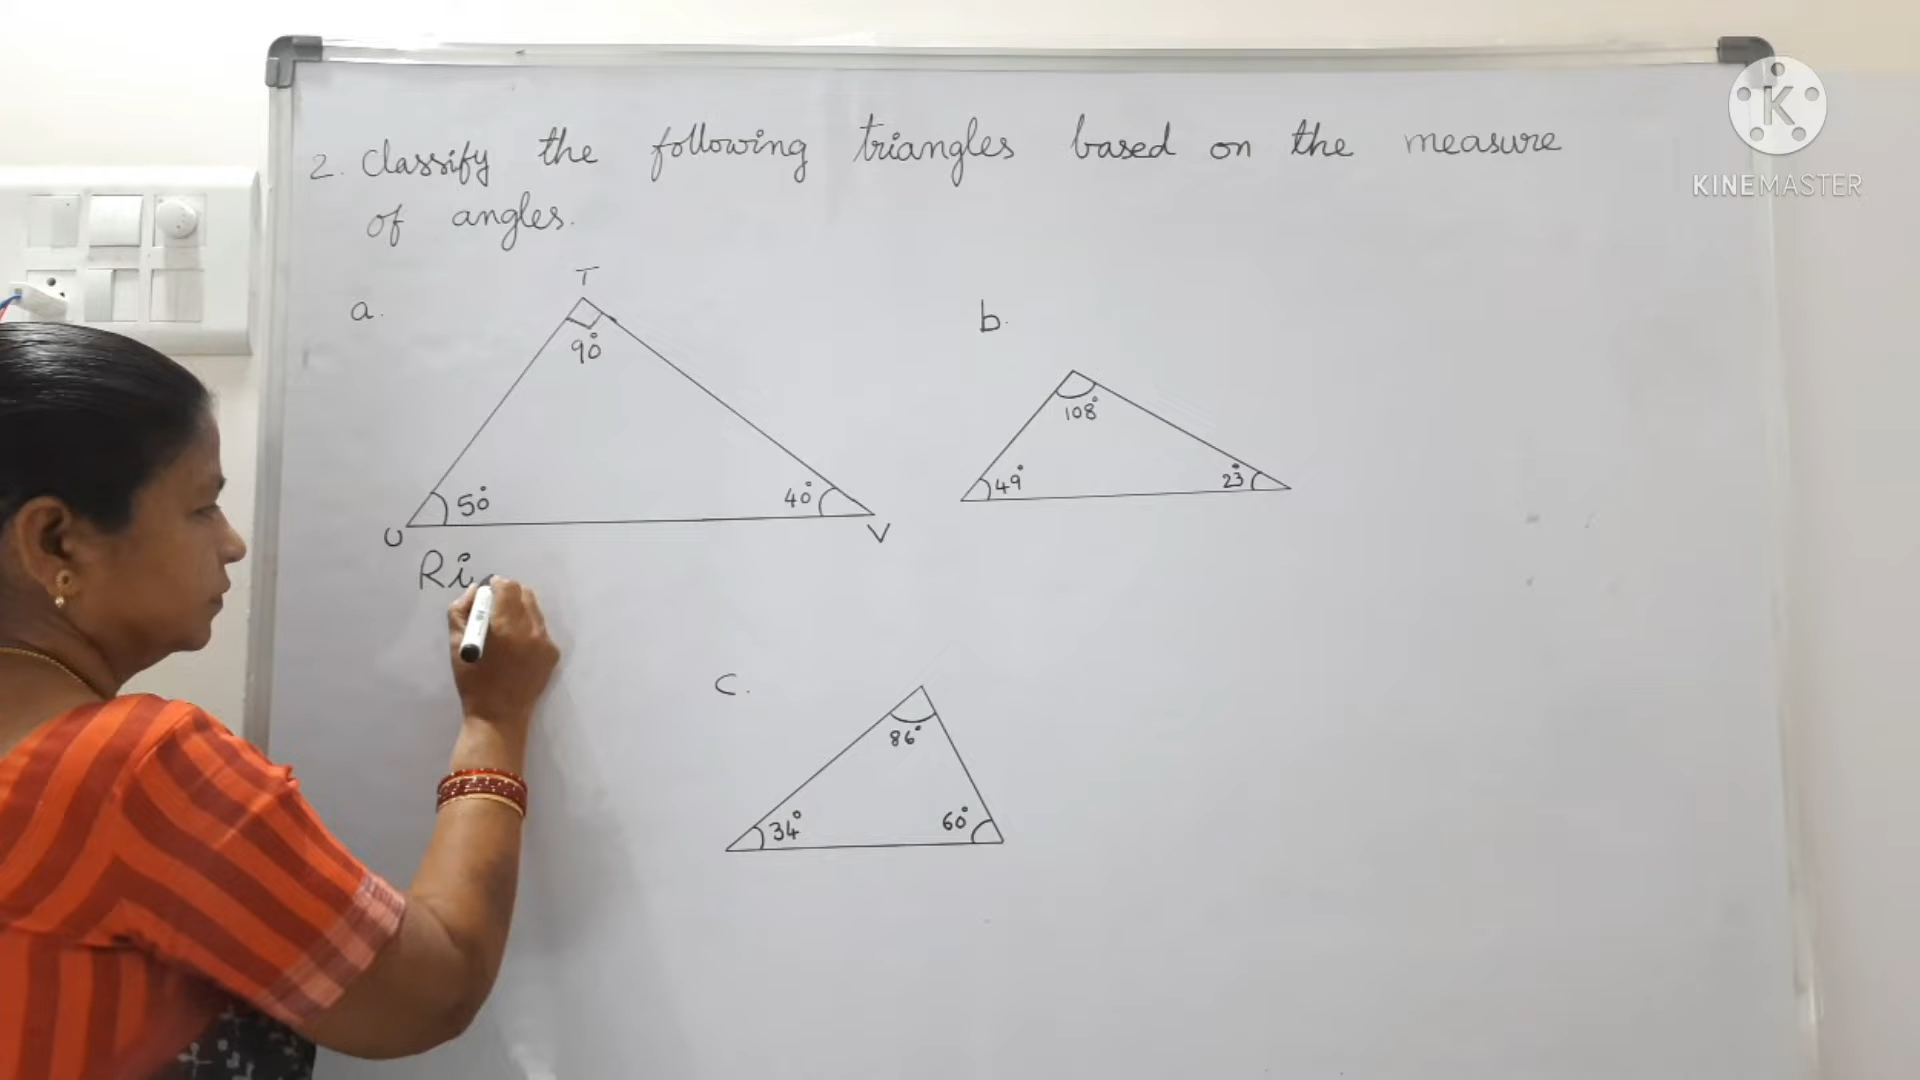 2. Classify the following triangles based on the measure
of angles.
a.
T
90°
50°
40°
U
V
Ri
b.
108°
49°
23°
c.
86°
34°
60°
K
KINEMASTER